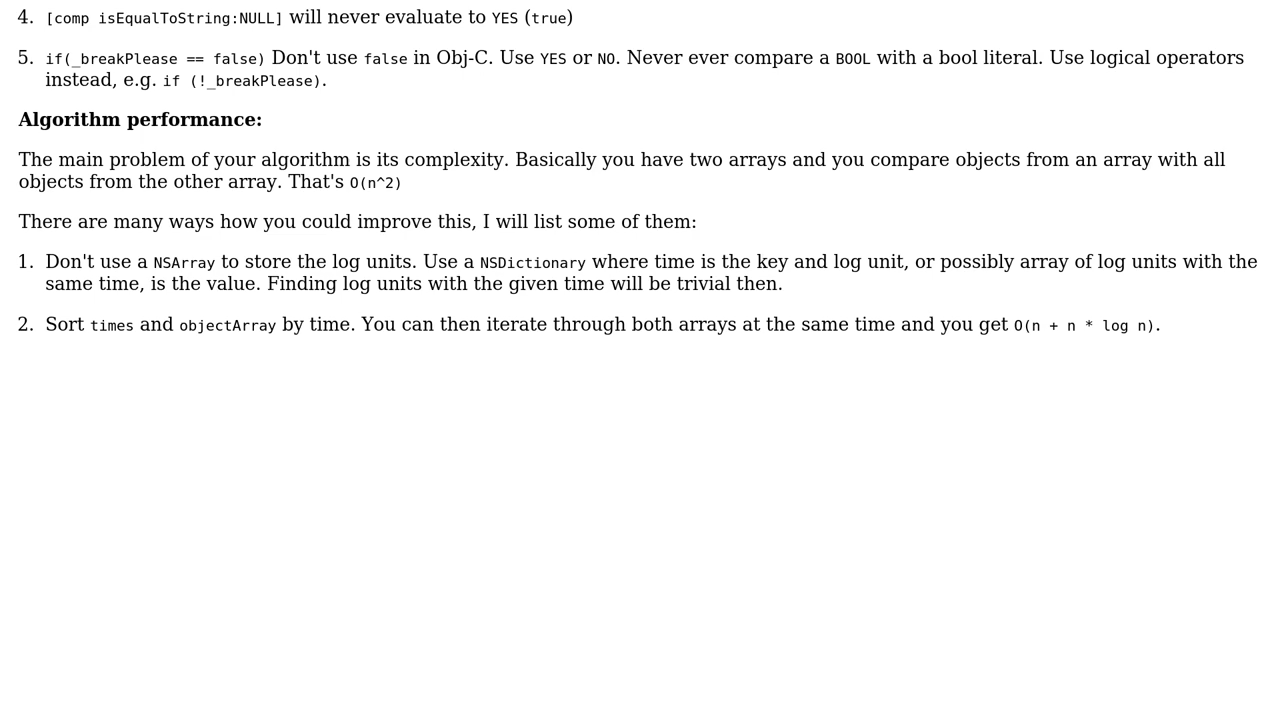 4. [comp isEqualToString:NULL] will never evaluate to YES (true)
5. if(_breakPlease == false) Don't use false in Obj-C. Use YES or NO. Never ever compare a BOOL with a bool literal. Use logical operators
instead, e.g. if (!_breakPlease).
Algorithm performance:
The main problem of your algorithm is its complexity. Basically you have two arrays and you compare objects from an array with all
objects from the other array. That's O(n^2)
There are many ways how you could improve this, I will list some of them:
1. Don't use a NSArray to store the log units. Use a NSDictionary where time is the key and log unit, or possibly array of log units with the
same time, is the value. Finding log units with the given time will be trivial then.
2. Sort times and objectArray by time. You can then iterate through both arrays at the same time and you get O(n + n * log n).